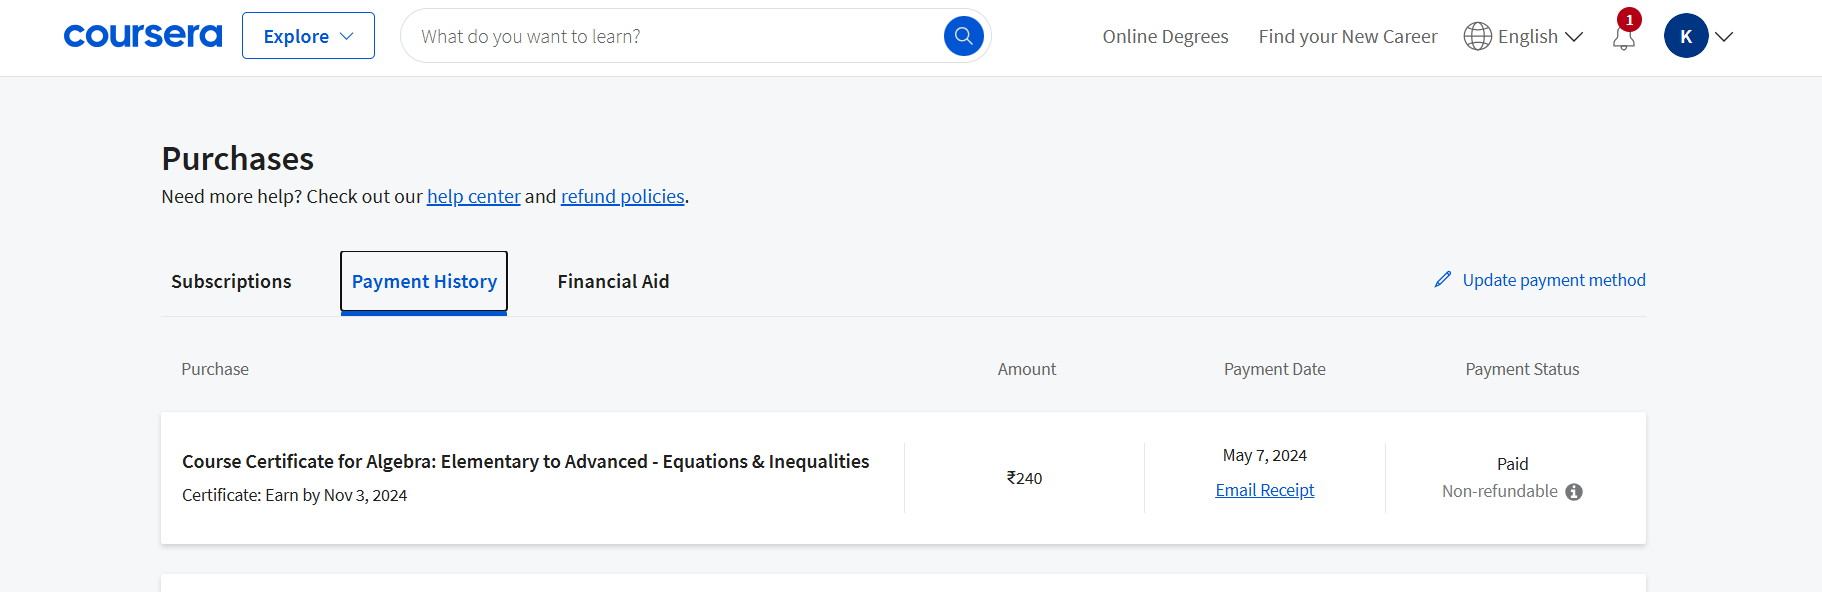 coursera Explore What do you want to learn? Online Degrees Find your New Career English 1 K
Purchases
Need more help? Check out our help center and refund policies.
Subscriptions Payment History Financial Aid Update payment method
Purchase Amount Payment Date Payment Status
Course Certificate for Algebra: Elementary to Advanced - Equations & Inequalities
Certificate: Earn by Nov 3, 2024
₹240
May 7, 2024
Email Receipt
Paid
Non-refundable